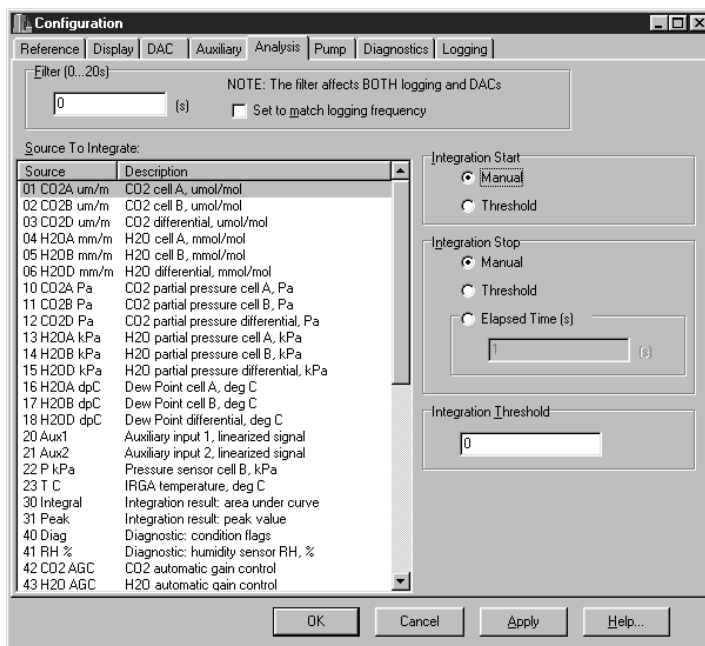 Configuration
Reference Display DAC Auxiliary Analysis Pump Diagnostics Logging
Filter (0...20s)
NOTE: The filter affects BOTH logging and DACs
0 (s) Set to match logging frequency
Source To Integrate:
Source Description
01 CO2A um/m CO2 cell A, umol/mol
02 CO2B um/m CO2 cell B, umol/mol
03 CO2D um/m CO2 differential, umol/mol
04 H2OA mm/m H2O cell A, mmol/mol
05 H2OB mm/m H2O cell B, mmol/mol
06 H2OD mm/m H2O differential, mmol/mol
10 CO2A Pa CO2 partial pressure cell A, Pa
11 CO2B Pa CO2 partial pressure cell B, Pa
12 CO2D Pa CO2 partial pressure differential, Pa
13 H2OA kPa H2O partial pressure cell A, kPa
14 H2OB kPa H2O partial pressure cell B, kPa
15 H2OD kPa H2O partial pressure differential, kPa
16 H2OA dpC Dew Point cell A, deg C
17 H2OB dpC Dew Point cell B, deg C
18 H2OD dpC Dew Point differential, deg C
20 Aux1 Auxiliary input 1, linearized signal
21 Aux2 Auxiliary input 2, linearized signal
22 P kPa Pressure sensor cell B, kPa
23 T C IRGA temperature, deg C
30 Integral Integration result: area under curve
31 Peak Integration result: peak value
40 Diag Diagnostic: condition flags
41 RH % Diagnostic: humidity sensor RH, %
42 CO2 AGC CO2 automatic gain control
43 H2O AGC H2O automatic gain control
Integration Start
Manual
Threshold
Integration Stop
Manual
Threshold
Elapsed Time (s)
1 (s)
Integration Threshold
0
OK Cancel Apply Help...